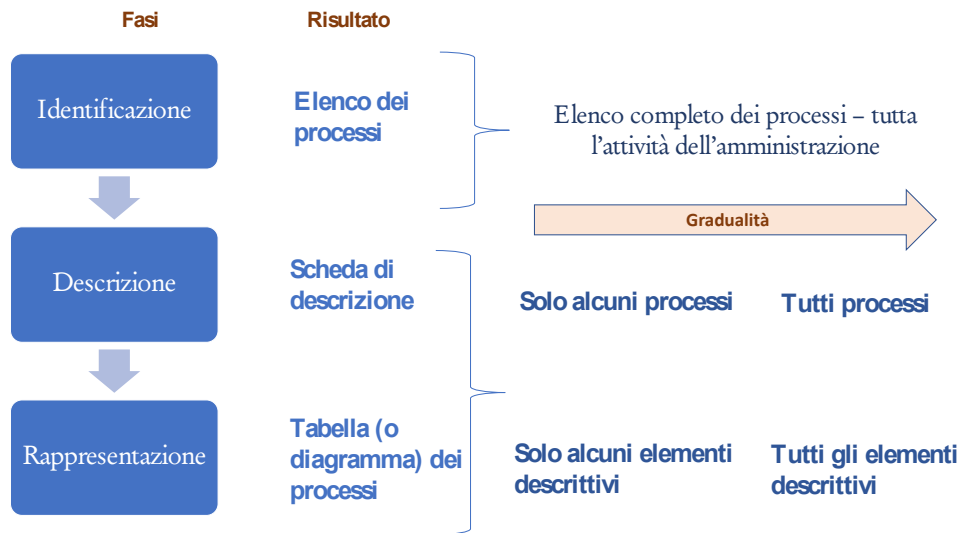 Fasi
Risultato
Identificazione
Elenco dei
processi
Elenco completo dei processi – tutta
l’attività dell’amministrazione
Gradualità
Descrizione
Scheda di
descrizione
Solo alcuni processi
Tutti processi
Rappresentazione
Tabella (o
diagramma) dei
processi
Solo alcuni elementi
descrittivi
Tutti gli elementi
descrittivi